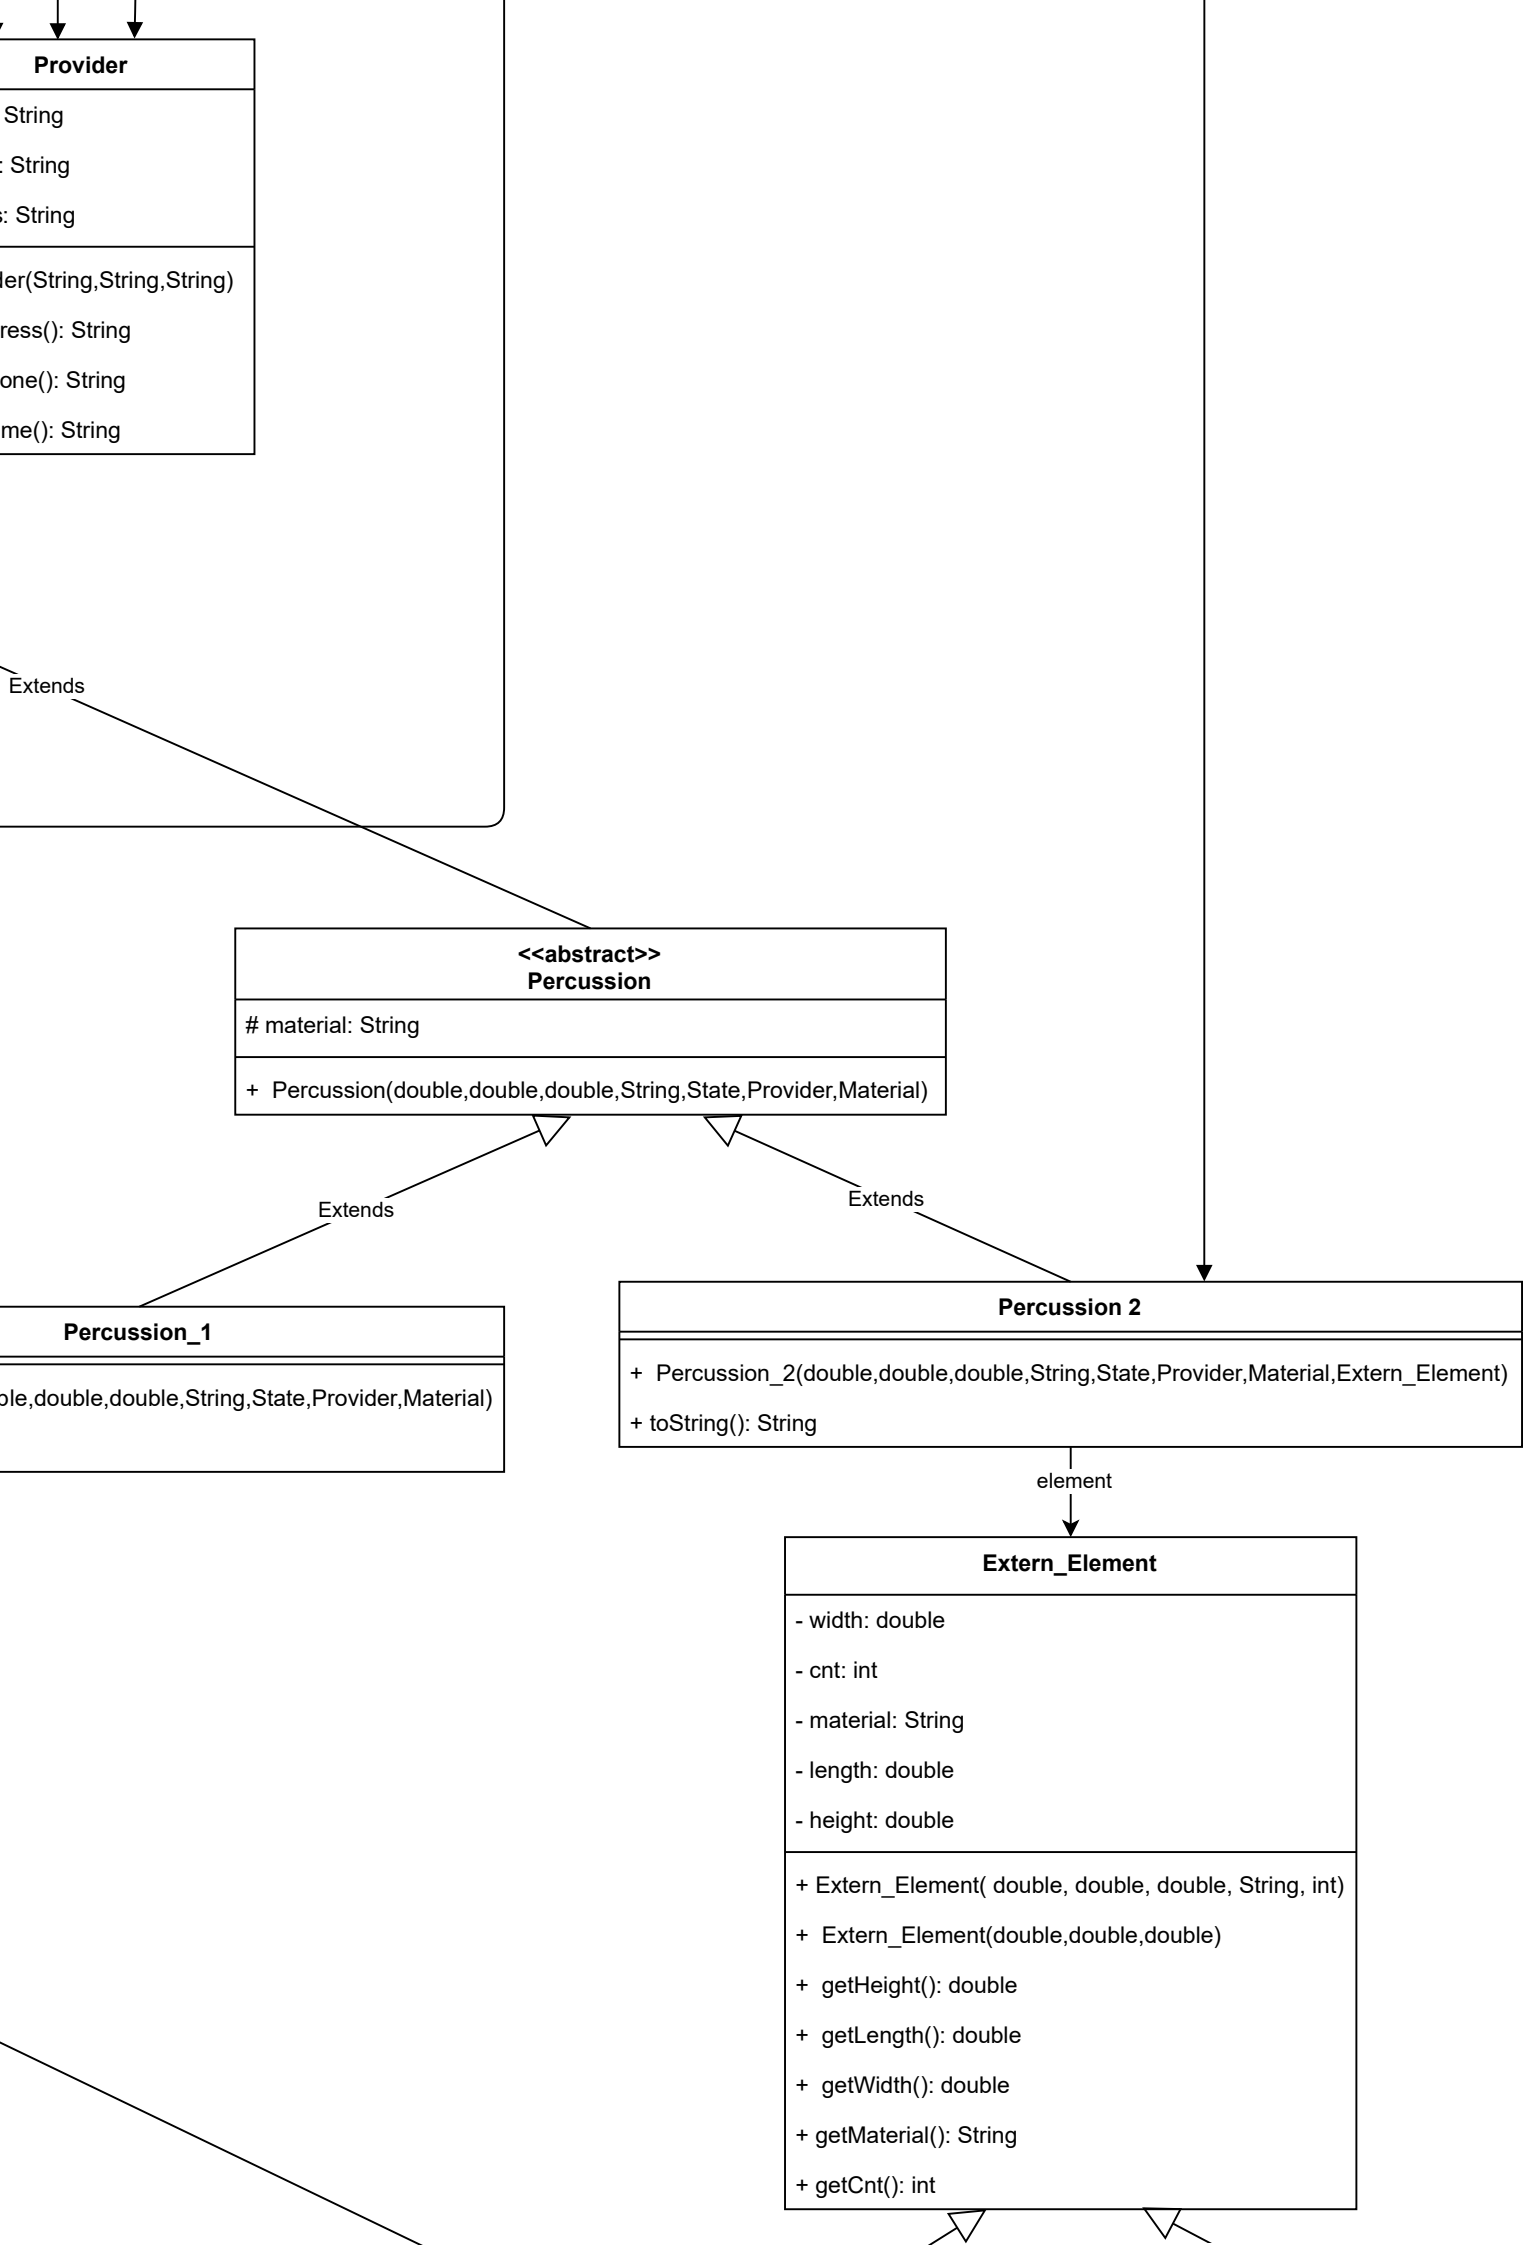 Provider
String
: String
s: String
der(String,String,String)
ress(): String
one(): String
me(): String
Extends
<<abstract>>
Percussion
# material: String
+ Percussion(double,double,double,String,State,Provider,Material)
Extends
Extends
Percussion_1
ble,double,double,String,State,Provider,Material)
Percussion 2
+ Percussion_2(double,double,double,String,State,Provider,Material,Extern_Element)
+ toString(): String
element
Extern_Element
- width: double
- cnt: int
- material: String
- length: double
- height: double
+ Extern_Element( double, double, double, String, int)
+ Extern_Element(double,double,double)
+ getHeight(): double
+ getLength(): double
+ getWidth(): double
+ getMaterial(): String
+ getCnt(): int